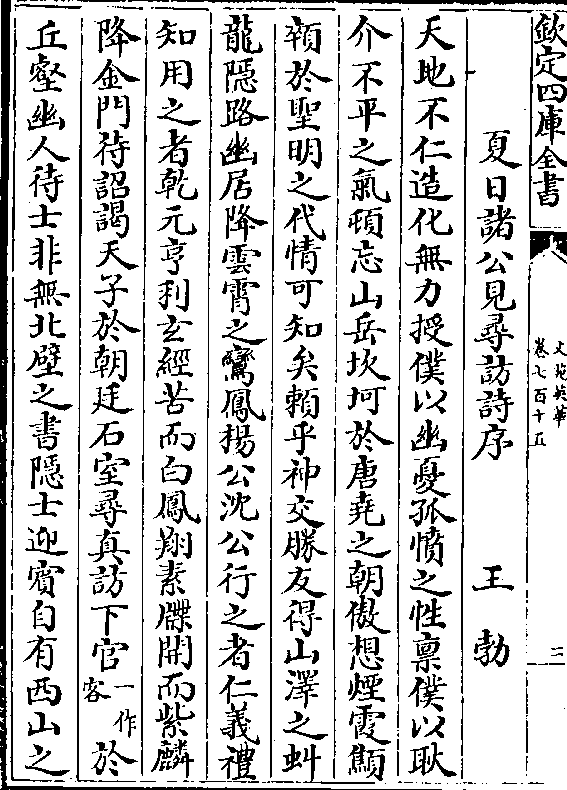 欽定四庫全書
文苑英華
卷七百十五
三
夏日諸公見尋訪詩序
王勃
天地不仁造化無力授僕以幽憂孤憤之性稟僕以耿
介不平之氣頓忘山岳坎坷於唐堯之朝傲想煙霞顦
顇於聖明之代情可知矣賴乎神交勝友得山澤之虯
龍隱路幽居降雲霄之鸞鳳揚公沈公行之者仁義禮
知用之者乾元亨利玄經苦而白鳳翔素牒開而紫麟
降金門待詔謁天子於朝廷石室尋真訪下官一作客於
丘壑幽人待士非無北壁之書隱士迎賓自有西山之